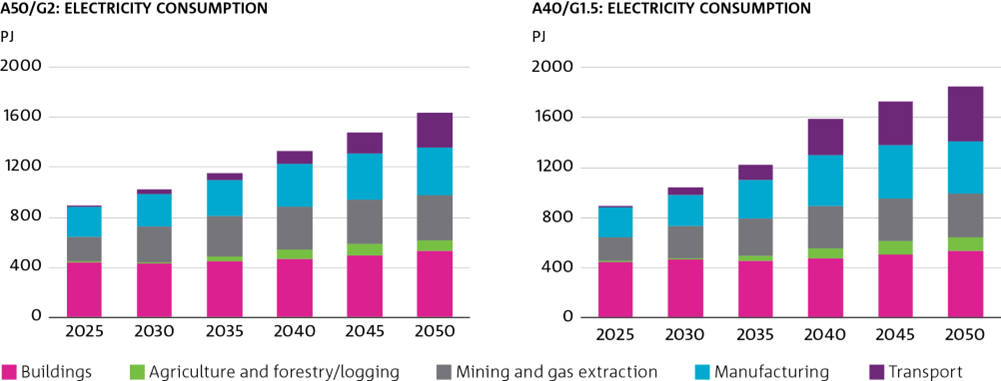 A50/G2: ELECTRICITY CONSUMPTION
PJ
2000
1600
1200
800
400
0
2025 2030 2035 2040 2045 2050
A40/G1.5: ELECTRICITY CONSUMPTION
PJ
2000
1600
1200
800
400
0
2025 2030 2035 2040 2045 2050
Buildings Agriculture and forestry/logging Mining and gas extraction Manufacturing Transport